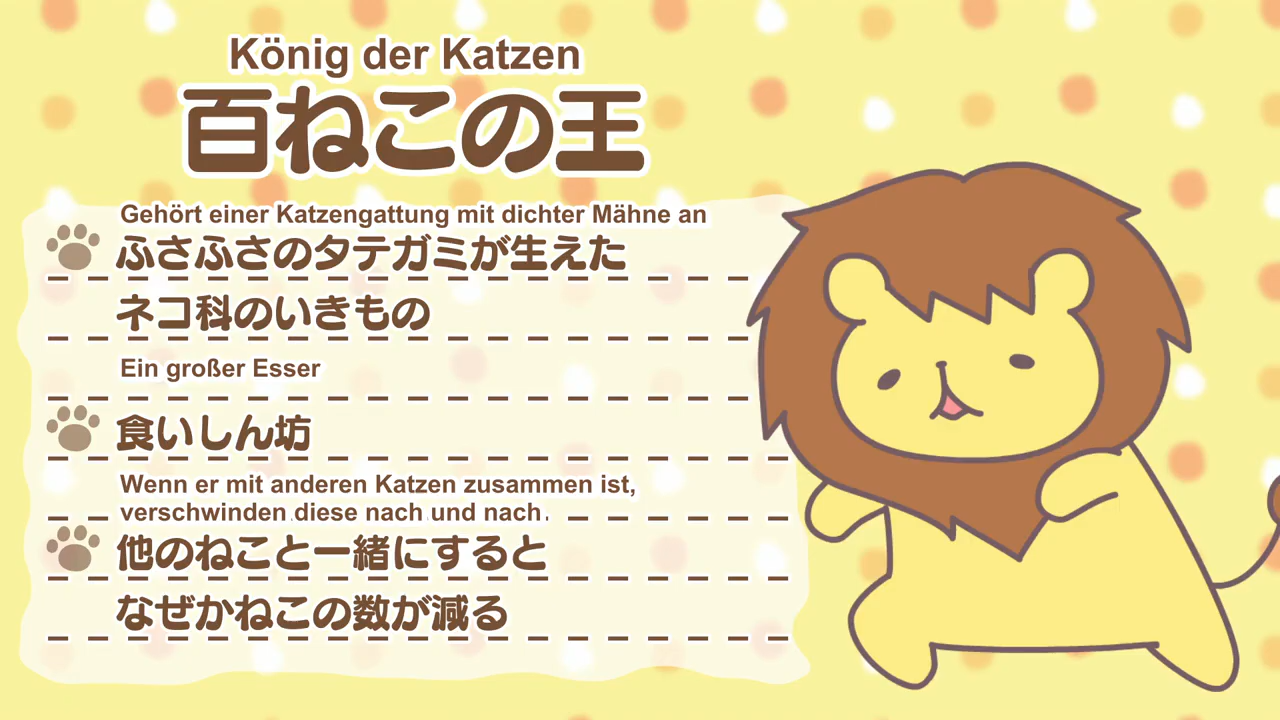 König der Katzen
百ねこの王
Gehört einer Katzengattung mit dichter Mähne an
ふさふさのタテガミが生えた
ネコ科のいきもの
Ein großer Esser
食いしん坊
Wenn er mit anderen Katzen zusammen ist,
verschwinden diese nach und nach.
他のねこと一緒にすると
なぜかねこの数が減る